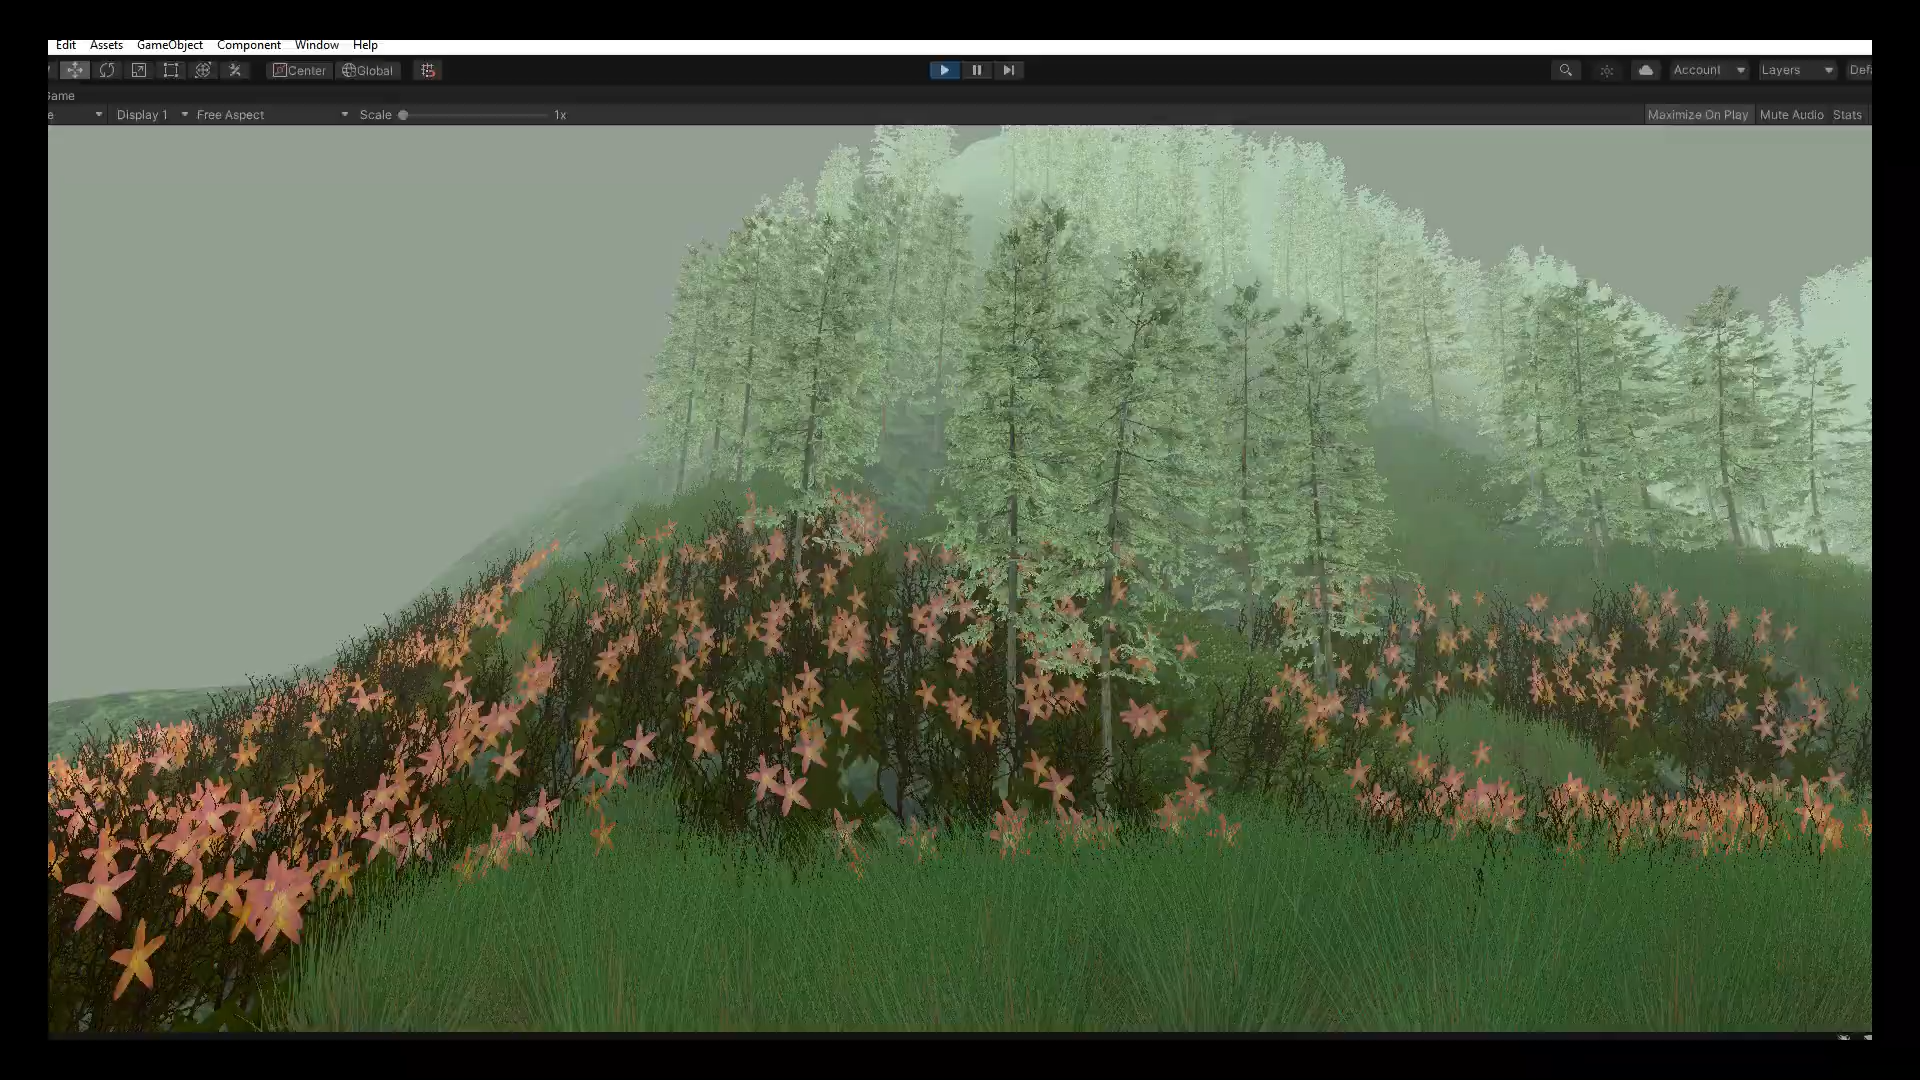 Edit Assets GameObject Component Window Help
Center Global Account Layers
Game
Display 1 Free Aspect Scale 1x Maximize On Play Mute Audio Stats